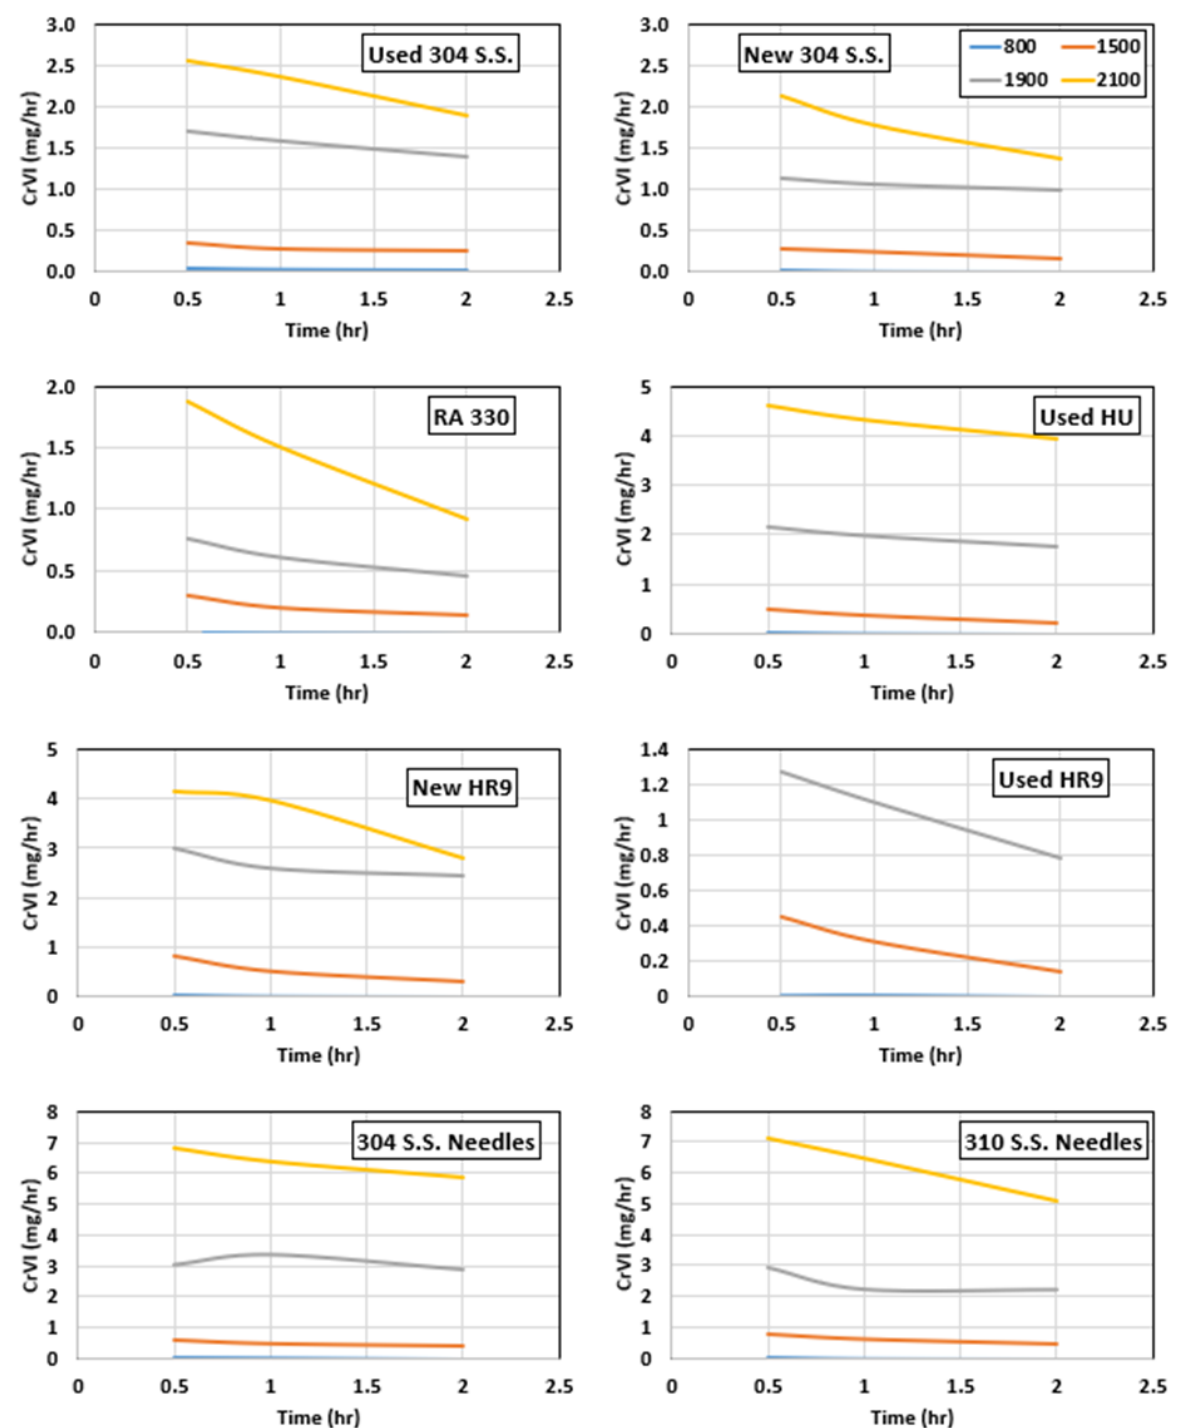 Used 304 S.S.
CrVI (mg/hr)
3.0
2.5
2.0
1.5
1.0
0.5
0.0
0 0.5 1 1.5 2 2.5
Time (hr)
New 304 S.S.
800 1500
1900 2100
CrVI (mg/hr)
3.0
2.5
2.0
1.5
1.0
0.5
0.0
0 0.5 1 1.5 2 2.5
Time (hr)
RA 330
CrVI (mg/hr)
2.0
1.5
1.0
0.5
0.0
0 0.5 1 1.5 2 2.5
Time (hr)
Used HU
CrVI (mg/hr)
5
4
3
2
1
0
0 0.5 1 1.5 2 2.5
Time (hr)
New HR9
CrVI (mg/hr)
5
4
3
2
1
0
0 0.5 1 1.5 2 2.5
Time (hr)
Used HR9
CrVI (mg/hr)
1.4
1.2
1
0.8
0.6
0.4
0.2
0
0 0.5 1 1.5 2 2.5
Time (hr)
304 S.S. Needles
CrVI (mg/hr)
8
7
6
5
4
3
2
1
0
0 0.5 1 1.5 2 2.5
Time (hr)
310 S.S. Needles
CrVI (mg/hr)
8
7
6
5
4
3
2
1
0
0 0.5 1 1.5 2 2.5
Time (hr)